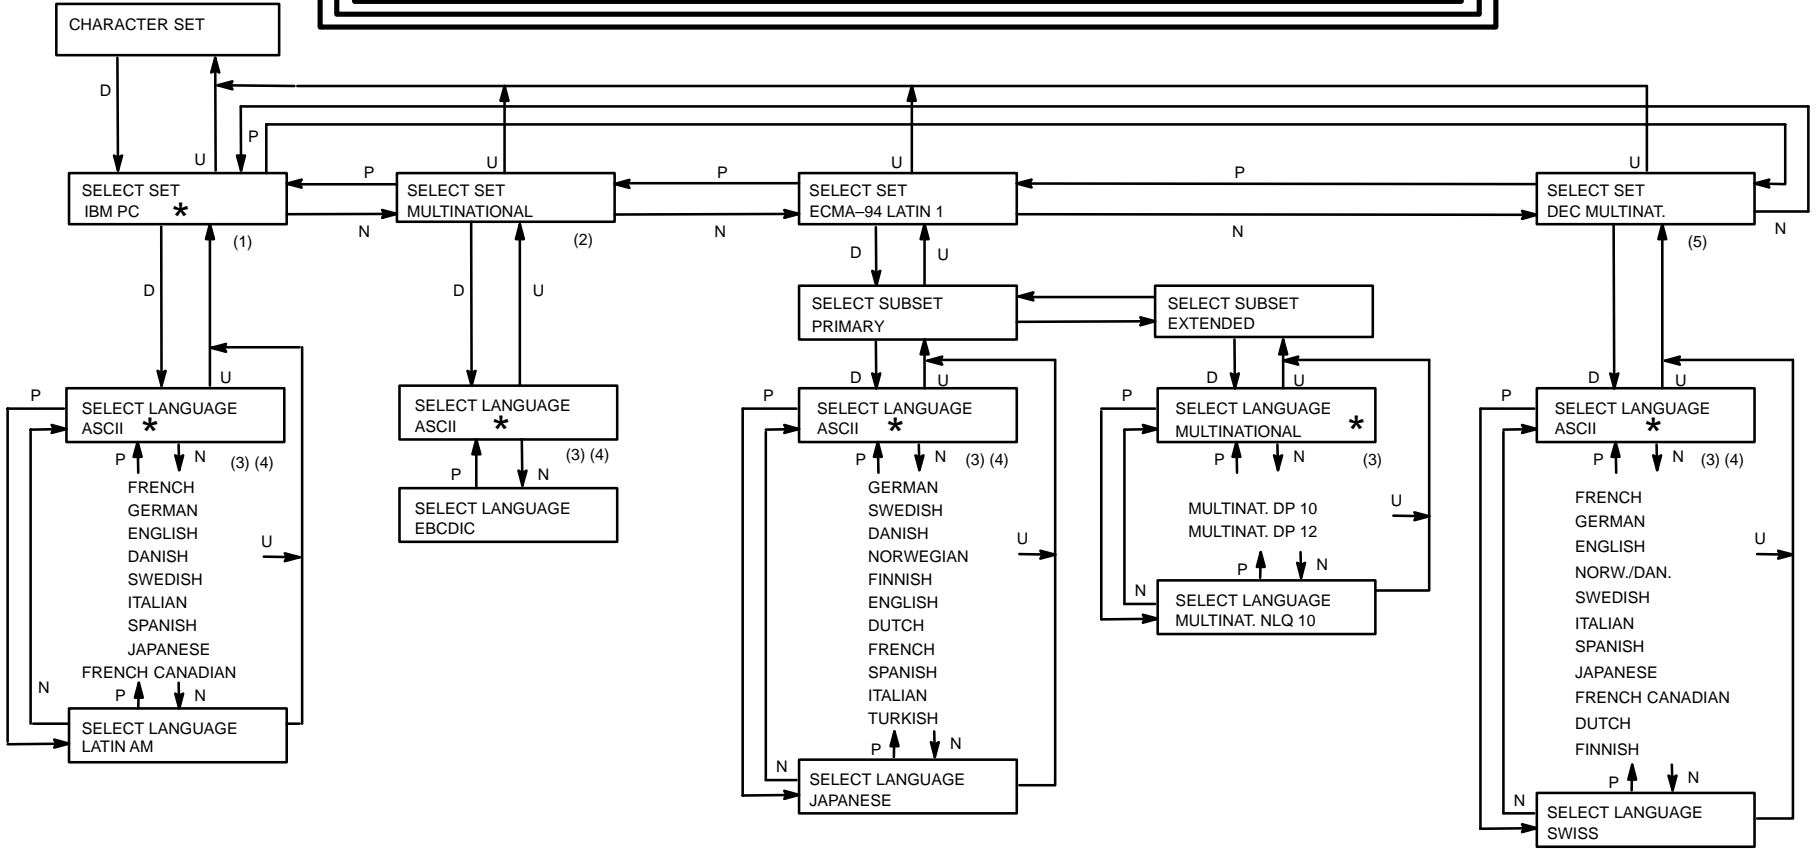 CHARACTER SET
D
P
U
P
U
P
U
P
U
SELECT SET
IBM PC *
SELECT SET
MULTINATIONAL
SELECT SET
ECMA–94 LATIN 1
SELECT SET
DEC MULTINAT.
(1)
N
(2)
N
N
(5)
N
D
D
U
D
U
SELECT SUBSET
PRIMARY
SELECT SUBSET
EXTENDED
P
U
D
U
P
D
U
P
D
U
P
SELECT LANGUAGE
ASCII *
SELECT LANGUAGE
ASCII *
SELECT LANGUAGE
ASCII *
SELECT LANGUAGE
MULTINATIONAL *
SELECT LANGUAGE
ASCII *
P
N
(3) (4)
(3) (4)
P
N
(3) (4)
P
N
(3)
P
N
(3) (4)
FRENCH
GERMAN
ENGLISH
DANISH
SWEDISH
ITALIAN
SPANISH
JAPANESE
FRENCH CANADIAN
U
N
P
N
SELECT LANGUAGE
LATIN AM
P
N
SELECT LANGUAGE
EBCDIC
GERMAN
SWEDISH
DANISH
NORWEGIAN
FINNISH
ENGLISH
DUTCH
FRENCH
SPANISH
ITALIAN
TURKISH
U
P
N
N
SELECT LANGUAGE
JAPANESE
MULTINAT. DP 10
MULTINAT. DP 12
U
P
N
N
SELECT LANGUAGE
MULTINAT. NLQ 10
FRENCH
GERMAN
ENGLISH
NORW./DAN.
SWEDISH
ITALIAN
SPANISH
JAPANESE
FRENCH CANADIAN
DUTCH
FINNISH
U
P
N
N
SELECT LANGUAGE
SWISS